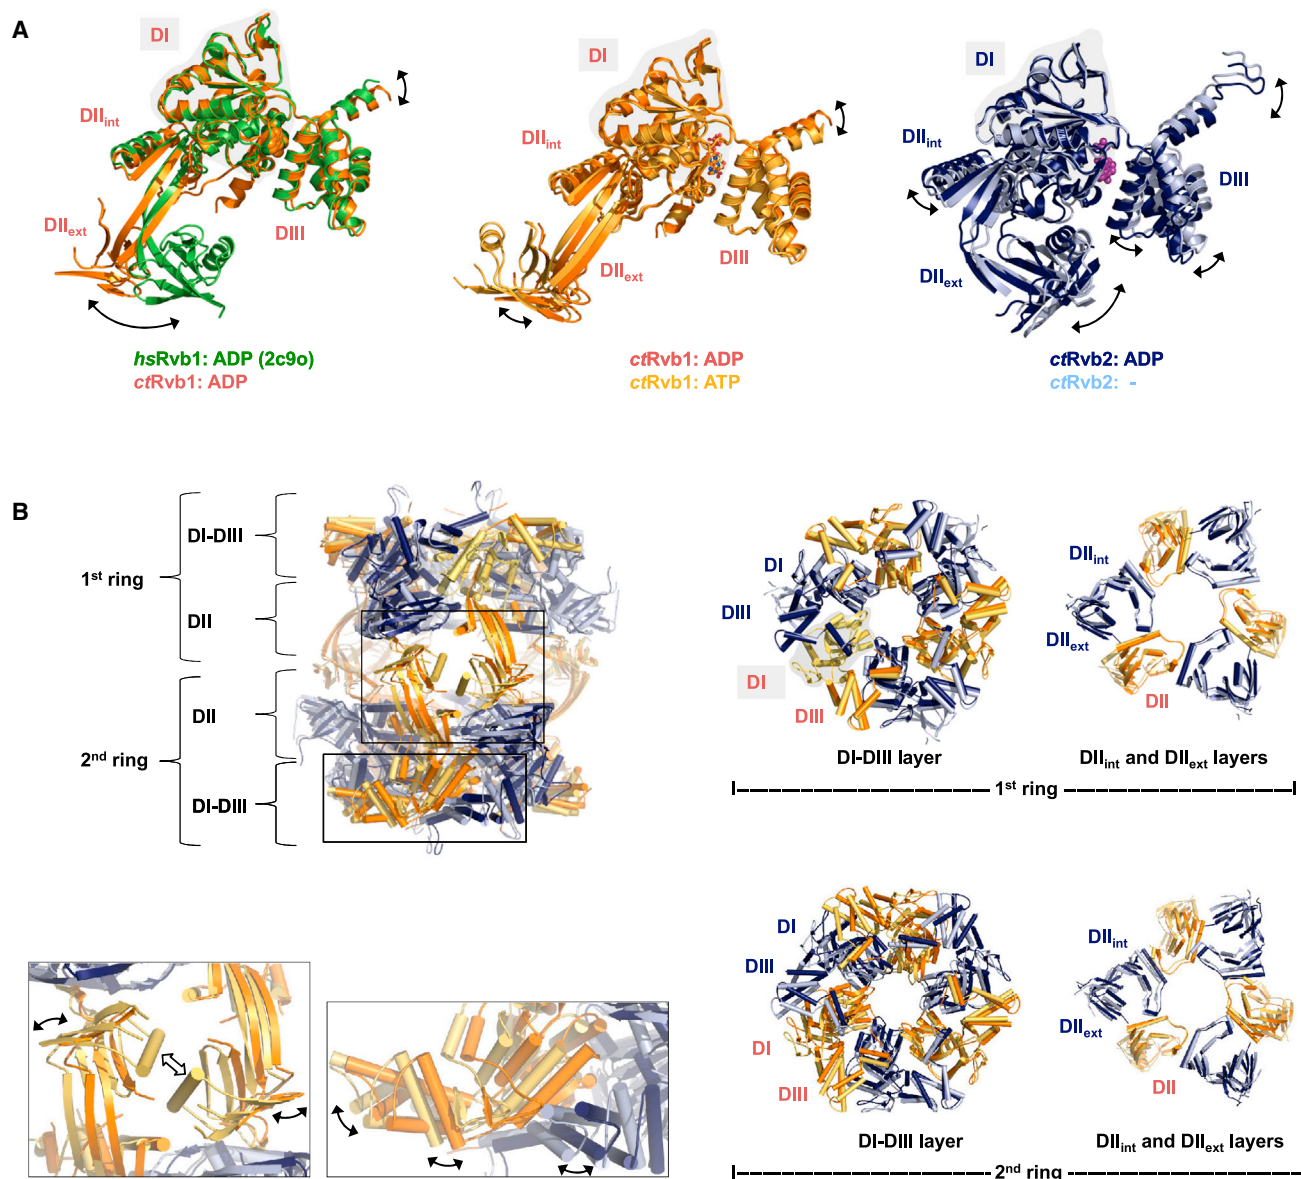 A
DI
DIIint
DIIext
DIII
hsRvb1: ADP (2c9o)
ctRvb1: ADP
DI
DIIint
DIIext
DIII
ctRvb1: ADP
ctRvb1: ATP
DI
DIIint
DIIext
DIII
ctRvb2: ADP
ctRvb2: -
B
1st ring
DI-DIII
DII
2nd ring
DII
DI-DIII
DI
DIII
DI
DIII
DI-DIII layer
DIIint
DIIext
DII
DIIint and DIIext layers
1st ring
DI
DIII
DI
DIII
DI-DIII layer
DIIint
DIIext
DII
DIIint and DIIext layers
2nd ring